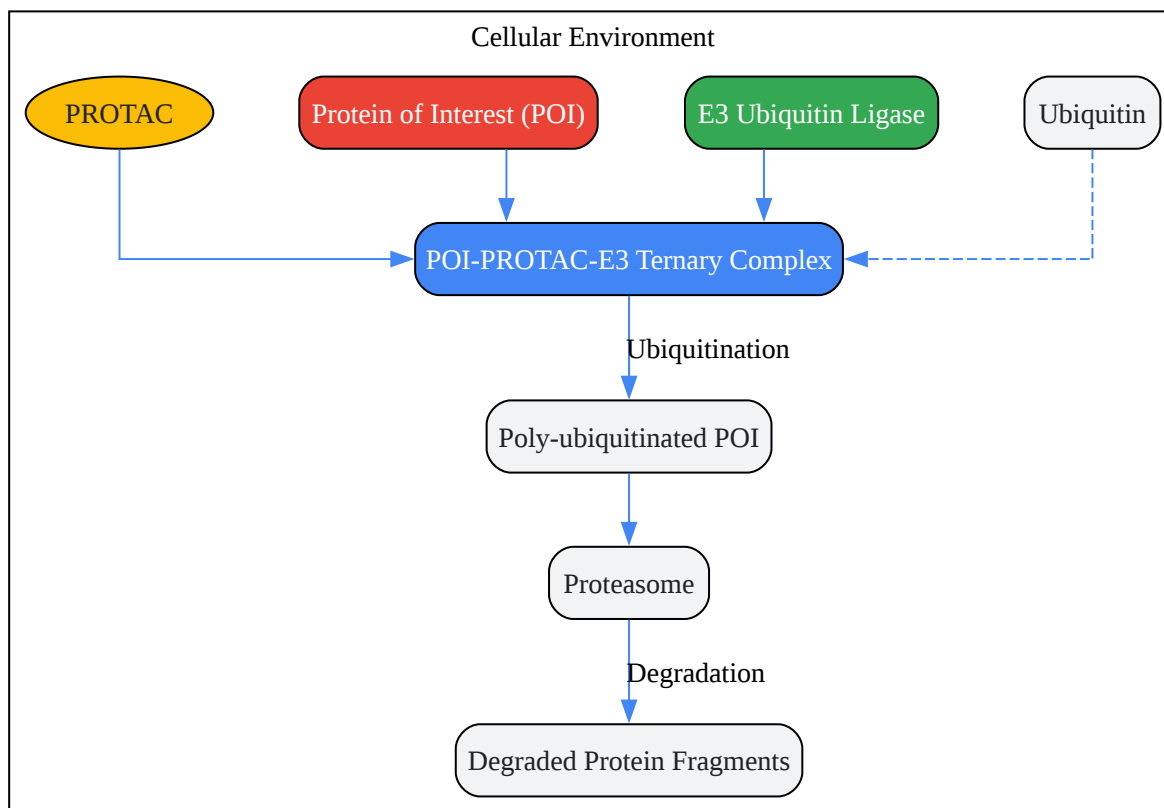 Cellular Environment
PROTAC
Protein of Interest (POI)
E3 Ubiquitin Ligase
Ubiquitin
POI-PROTAC-E3 Ternary Complex
Ubiquitination
Poly-ubiquitinated POI
Proteasome
Degradation
Degraded Protein Fragments